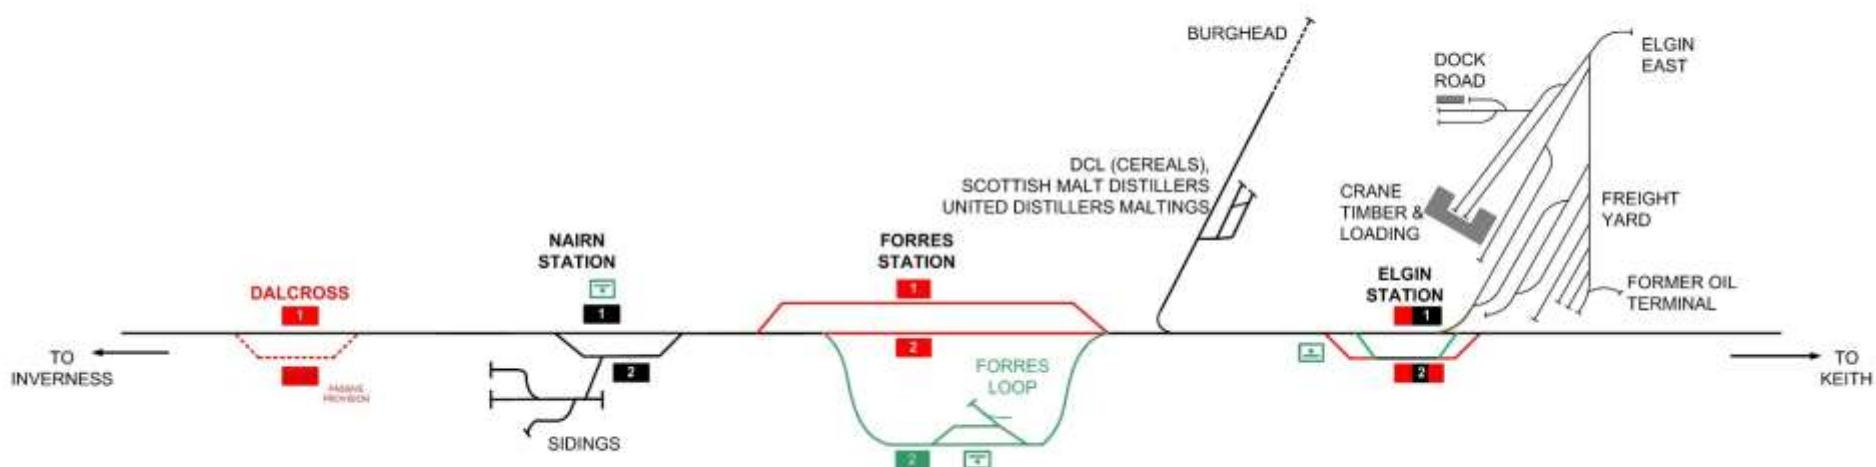 BURGHEAD
DOCK
ROAD
ELGIN
EAST
DCL (CEREALS),
SCOTTISH MALT DISTILLERS
UNITED DISTILLERS MALTINGS
CRANE
TIMBER &
LOADING
FREIGHT
YARD
NAIRN
STATION
1
2
SIDINGS
FORRES
STATION
1
2
FORRES
LOOP
2
DALCROSS
1
PASSIVE
PROVISION
ELGIN
STATION
1
2
FORMER OIL
TERMINAL
TO
INVERNESS
TO
KEITH